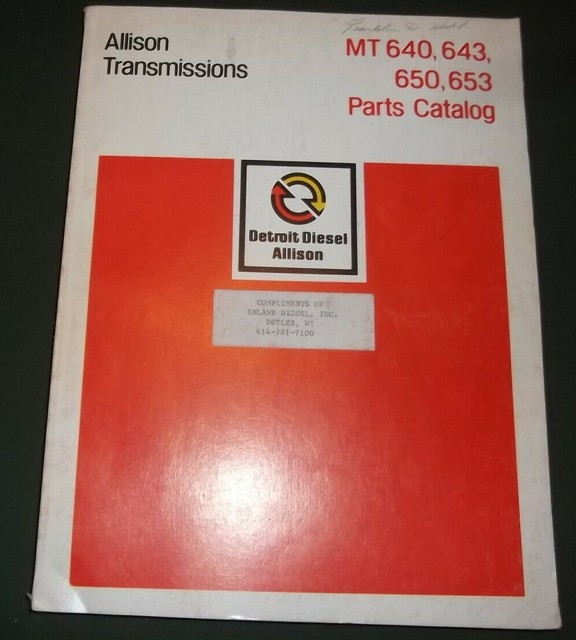 Allison
Transmissions
MT 640, 643,
650, 653
Parts Catalog
Detroit Diesel
Allison
COMPLIMENTS OF
INLAND DIESEL, INC.
BUTLER, WI
414-781-7100